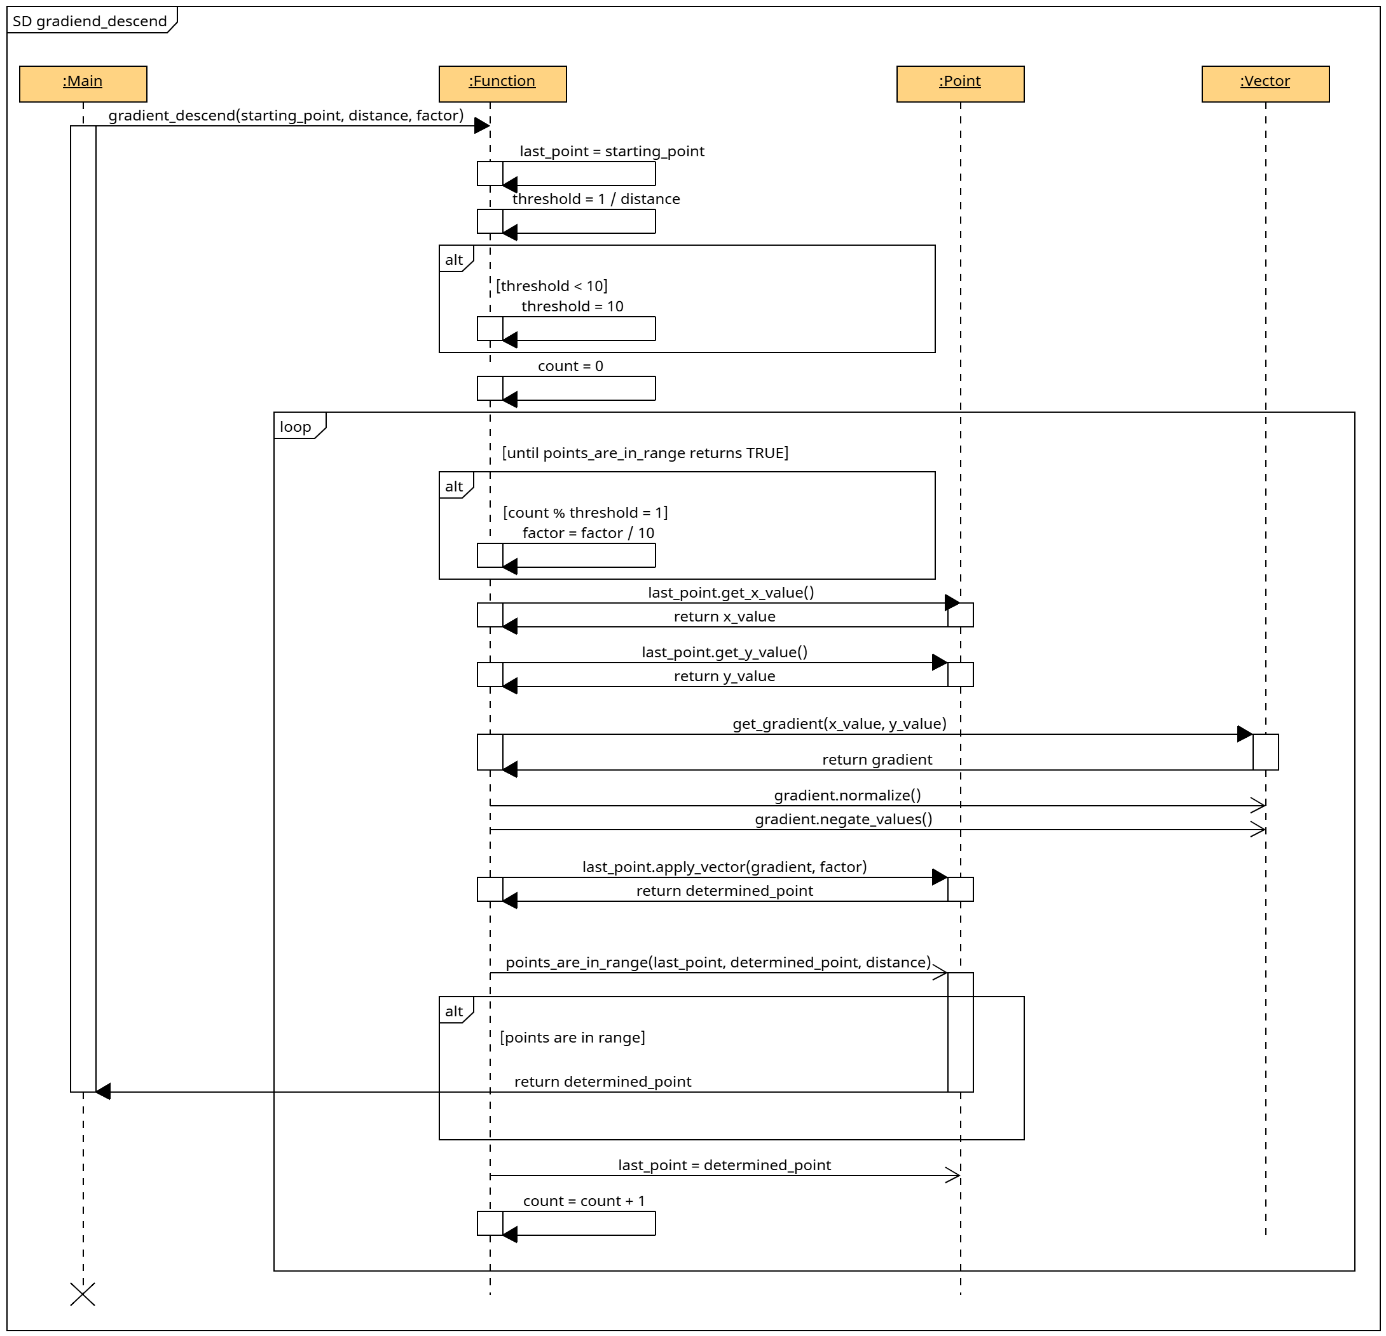 SD gradiend_descend
:Main
:Function
:Point
:Vector
gradient_descend(starting_point, distance, factor)
last_point = starting_point
threshold = 1 / distance
alt
[threshold < 10]
threshold = 10
count = 0
loop
[until points_are_in_range returns TRUE]
alt
[count % threshold = 1]
factor = factor / 10
last_point.get_x_value()
return x_value
last_point.get_y_value()
return y_value
get_gradient(x_value, y_value)
return gradient
gradient.normalize()
gradient.negate_values()
last_point.apply_vector(gradient, factor)
return determined_point
points_are_in_range(last_point, determined_point, distance)
alt
[points are in range]
return determined_point
last_point = determined_point
count = count + 1